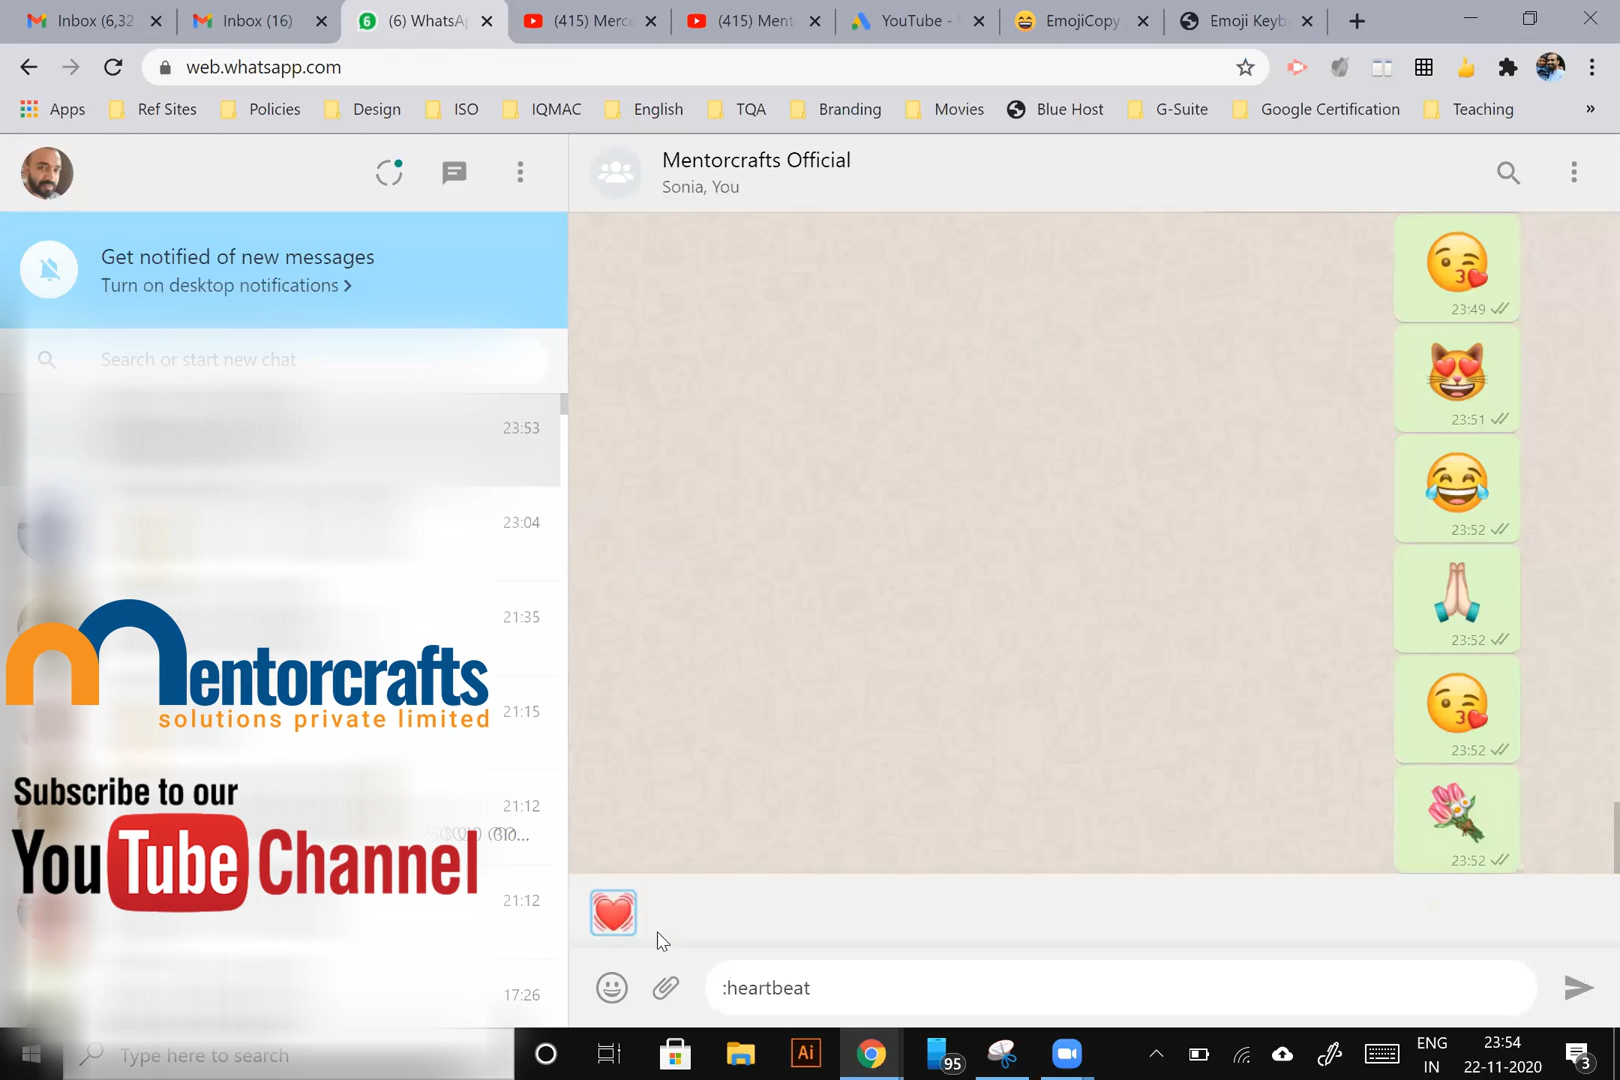 Inbox (6,32
Inbox (16) -
(6) WhatsA
(415) Merc
(415) Ment
YouTube -
EmojiCopy
Emoji Keyb
web.whatsapp.com
Apps
Ref Sites
Policies
Design
ISO
IQMAC
English
TQA
Branding
Movies
Blue Host
G-Suite
Google Certification
Teaching
»
Mentorcrafts Official
Sonia, You
Get notified of new messages
Turn on desktop notifications >
Search or start new chat
23:53
23:04
21:35
21:15
21:12
21:12
17:26
mentorcrafts
solutions private limited
Subscribe to our
YouTube Channel
23:49
23:51
23:52
23:52
23:52
23:52
:heartbeat
Type here to search
Ai
95
ENG
IN
23:54
22-11-2020
3